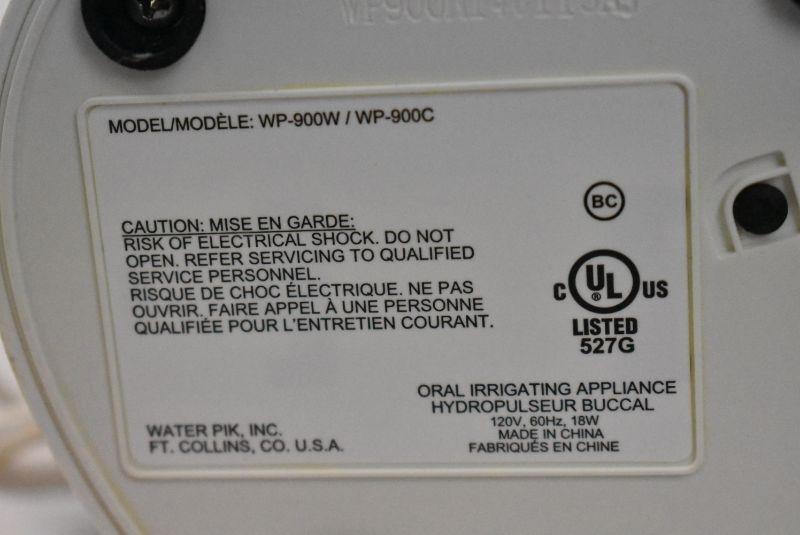 MODEL/MODÈLE: WP-900W / WP-900C
BC
CAUTION: MISE EN GARDE:
RISK OF ELECTRICAL SHOCK. DO NOT
OPEN. REFER SERVICING TO QUALIFIED
SERVICE PERSONNEL.
RISQUE DE CHOC ÉLECTRIQUE. NE PAS
OUVRIR. FAIRE APPEL À UNE PERSONNE
QUALIFIÉE POUR L'ENTRETIEN COURANT.
C UL ® US
LISTED
527G
ORAL IRRIGATING APPLIANCE
HYDROPULSEUR BUCCAL
120V, 60Hz, 18W
MADE IN CHINA
FABRIQUÉS EN CHINE
WATER PIK, INC.
FT. COLLINS, CO. U.S.A.